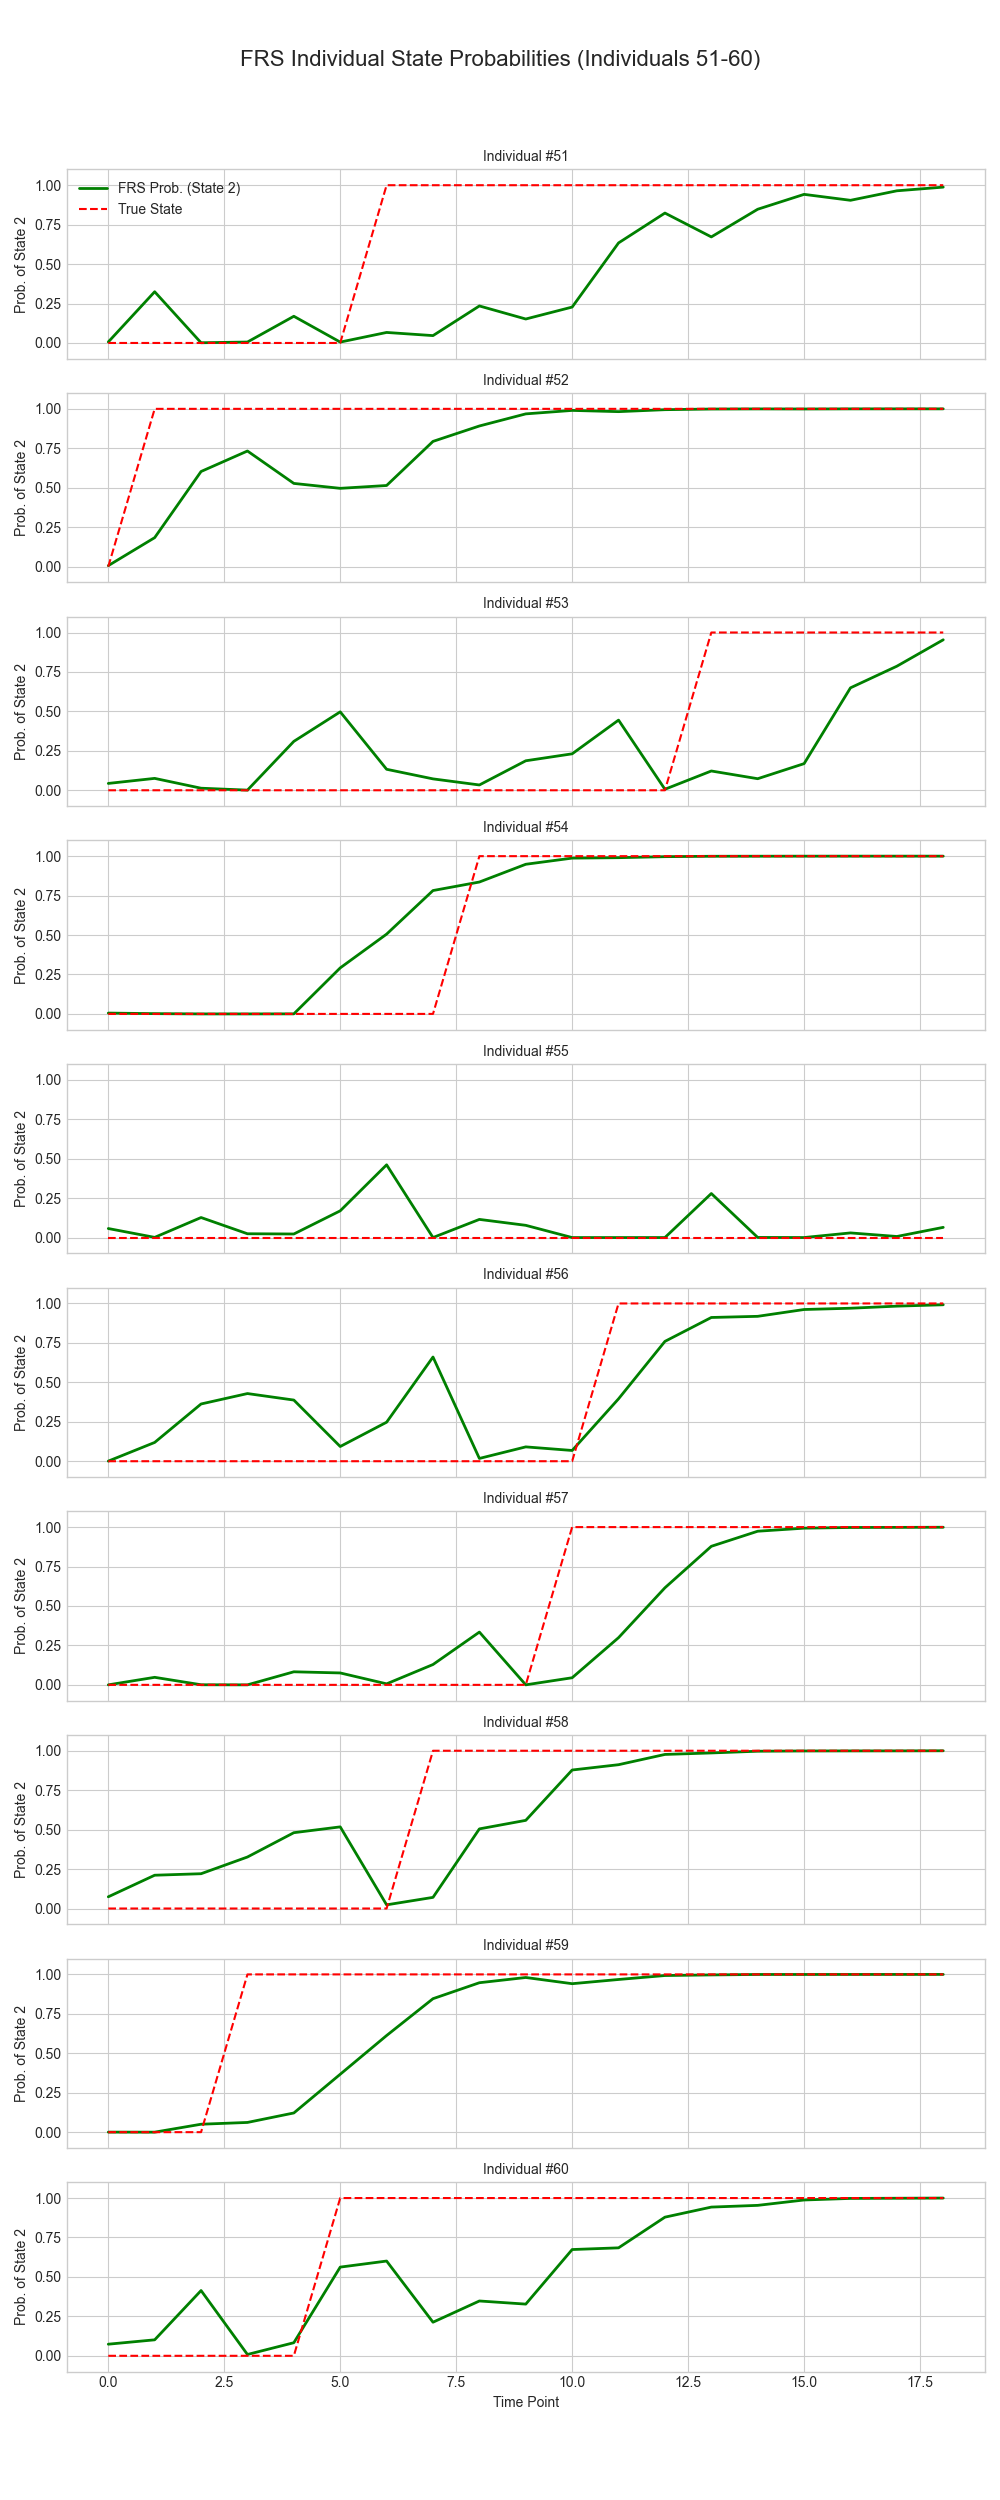 FRS Individual State Probabilities (Individuals 51-60)
Individual #51
1.00
0.75
0.50
0.25
0.00
Prob. of State 2
FRS Prob. (State 2)
True State
Individual #52
1.00
0.75
0.50
0.25
0.00
Prob. of State 2
Individual #53
1.00
0.75
0.50
0.25
0.00
Prob. of State 2
Individual #54
1.00
0.75
0.50
0.25
0.00
Prob. of State 2
Individual #55
1.00
0.75
0.50
0.25
0.00
Prob. of State 2
Individual #56
1.00
0.75
0.50
0.25
0.00
Prob. of State 2
Individual #57
1.00
0.75
0.50
0.25
0.00
Prob. of State 2
Individual #58
1.00
0.75
0.50
0.25
0.00
Prob. of State 2
Individual #59
1.00
0.75
0.50
0.25
0.00
Prob. of State 2
Individual #60
1.00
0.75
0.50
0.25
0.00
Prob. of State 2
0.0 2.5 5.0 7.5 10.0 12.5 15.0 17.5
Time Point